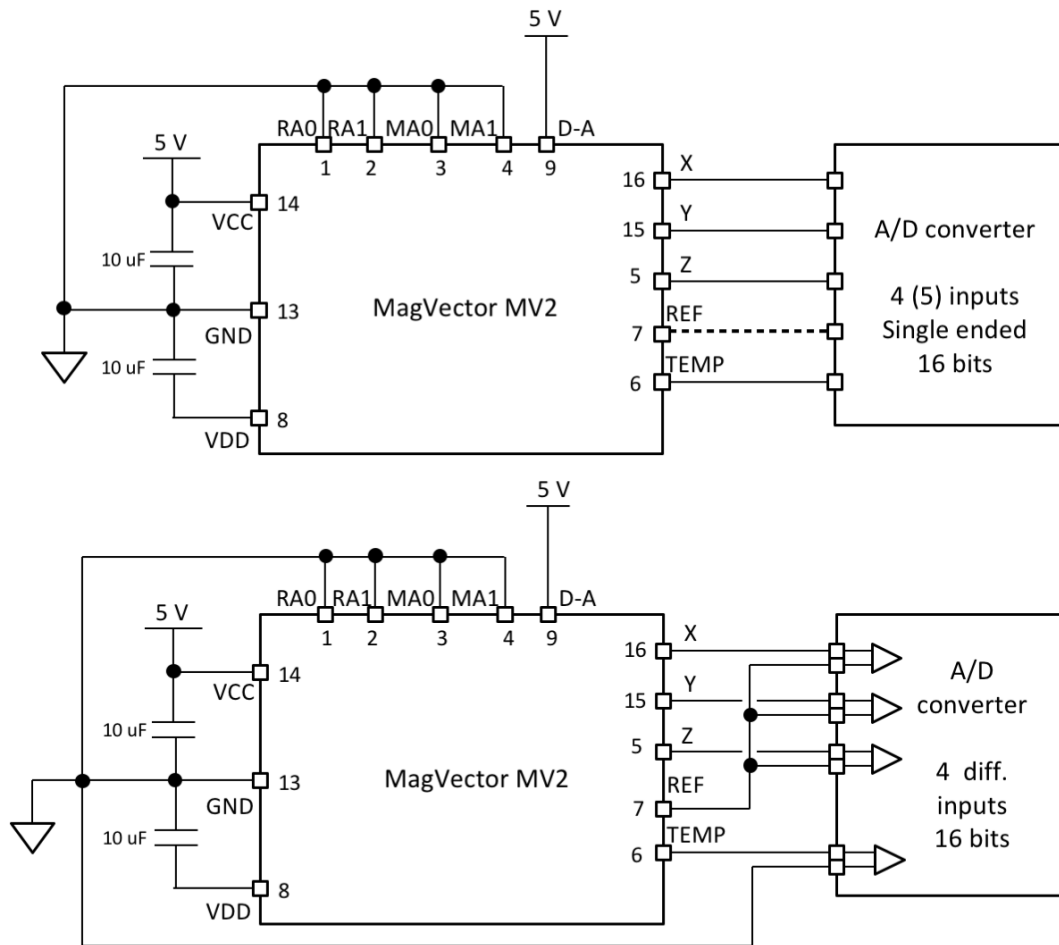 5 V
RA0 RA1 MA0 MA1 D-A
1 2 3 4 9
5 V
VCC 14
10 uF
GND 13
10 uF
VDD 8
MagVector MV2
16 X
15 Y
5 Z
7 REF
6 TEMP
A/D converter
4 (5) inputs
Single ended
16 bits
5 V
RA0 RA1 MA0 MA1 D-A
1 2 3 4 9
5 V
VCC 14
10 uF
GND 13
10 uF
VDD 8
MagVector MV2
16 X
15 Y
5 Z
7 REF
6 TEMP
A/D
converter
4 diff.
inputs
16 bits